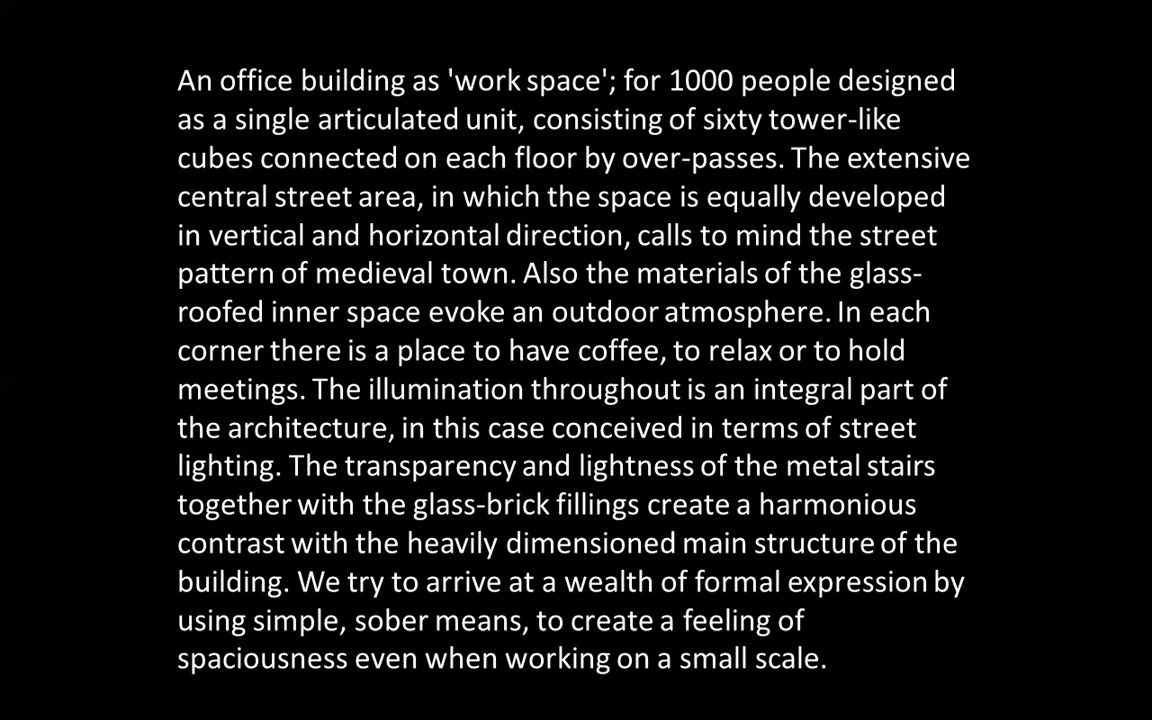 An office building as 'work space'; for 1000 people designed
as a single articulated unit, consisting of sixty tower-like
cubes connected on each floor by over-passes. The extensive
central street area, in which the space is equally developed
in vertical and horizontal direction, calls to mind the street
pattern of medieval town. Also the materials of the glass-
roofed inner space evoke an outdoor atmosphere. In each
corner there is a place to have coffee, to relax or to hold
meetings. The illumination throughout is an integral part of
the architecture, in this case conceived in terms of street
lighting. The transparency and lightness of the metal stairs
together with the glass-brick fillings create a harmonious
contrast with the heavily dimensioned main structure of the
building. We try to arrive at a wealth of formal expression by
using simple, sober means, to create a feeling of
spaciousness even when working on a small scale.